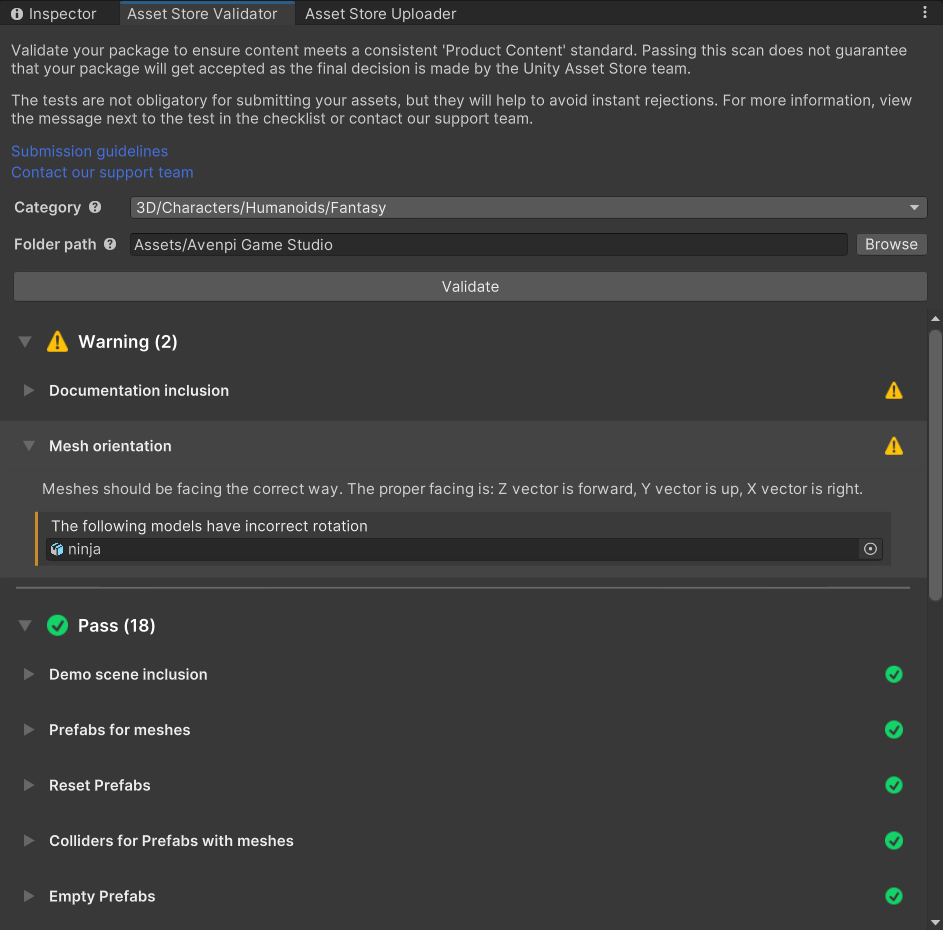 Inspector
Asset Store Validator
Asset Store Uploader
Validate your package to ensure content meets a consistent 'Product Content' standard. Passing this scan does not guarantee
that your package will get accepted as the final decision is made by the Unity Asset Store team.
The tests are not obligatory for submitting your assets, but they will help to avoid instant rejections. For more information, view
the message next to the test in the checklist or contact our support team.
Submission guidelines
Contact our support team
Category 3D/Characters/Humanoids/Fantasy
Folder path Assets/Avenpi Game Studio Browse
Validate
Warning (2)
Documentation inclusion
Mesh orientation
Meshes should be facing the correct way. The proper facing is: Z vector is forward, Y vector is up, X vector is right.
The following models have incorrect rotation
ninja
Pass (18)
Demo scene inclusion
Prefabs for meshes
Reset Prefabs
Colliders for Prefabs with meshes
Empty Prefabs